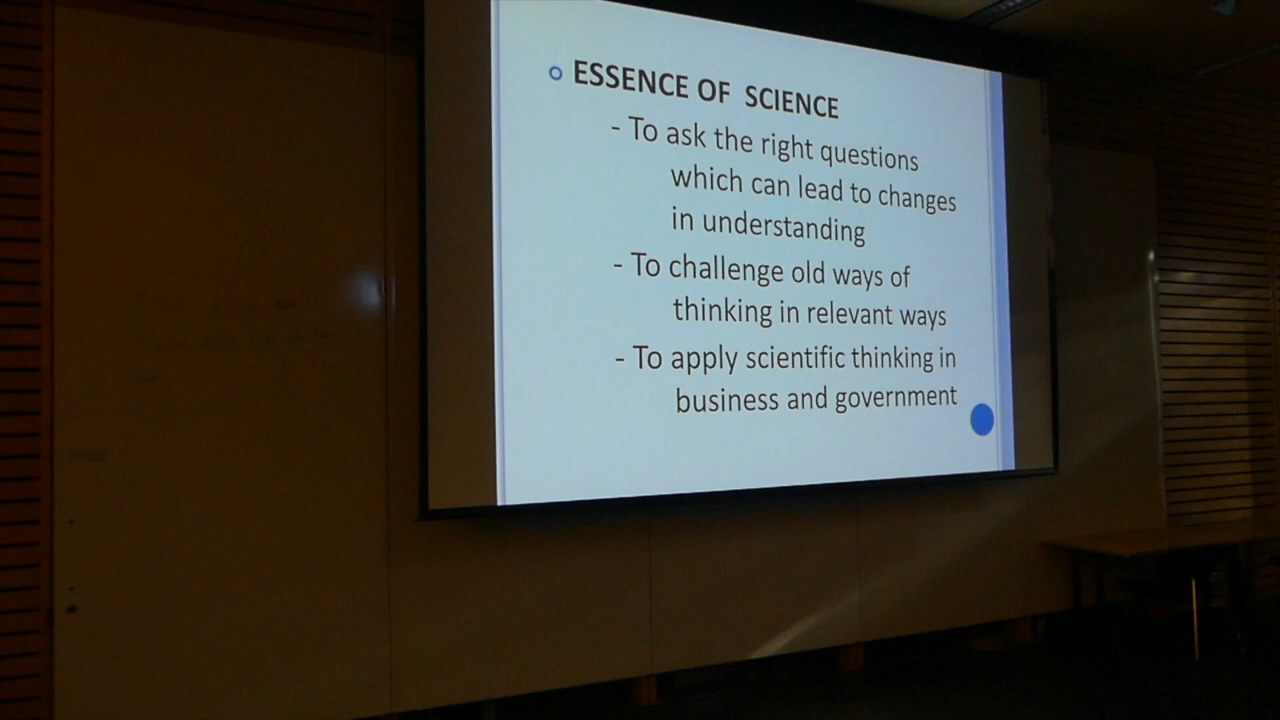 ESSENCE OF SCIENCE
- To ask the right questions
which can lead to changes
in understanding
- To challenge old ways of
thinking in relevant ways
- To apply scientific thinking in
business and government